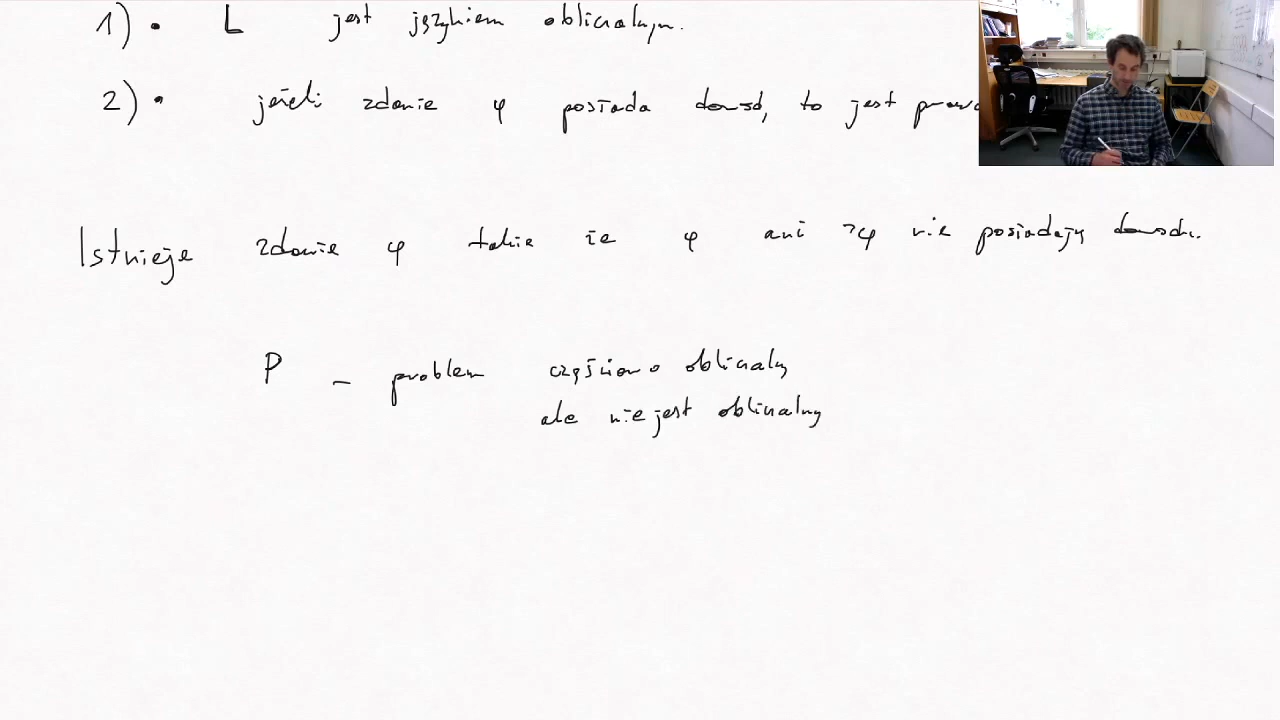 1) • L jest językiem obliczalnym.
2) • jeżeli zdanie φ posiada dowód, to jest praw
Istnieje zdanie φ takie że φ ani ¬φ nie posiadają dowodu.
P – problem częściowo obliczalny
ale nie jest obliczalny